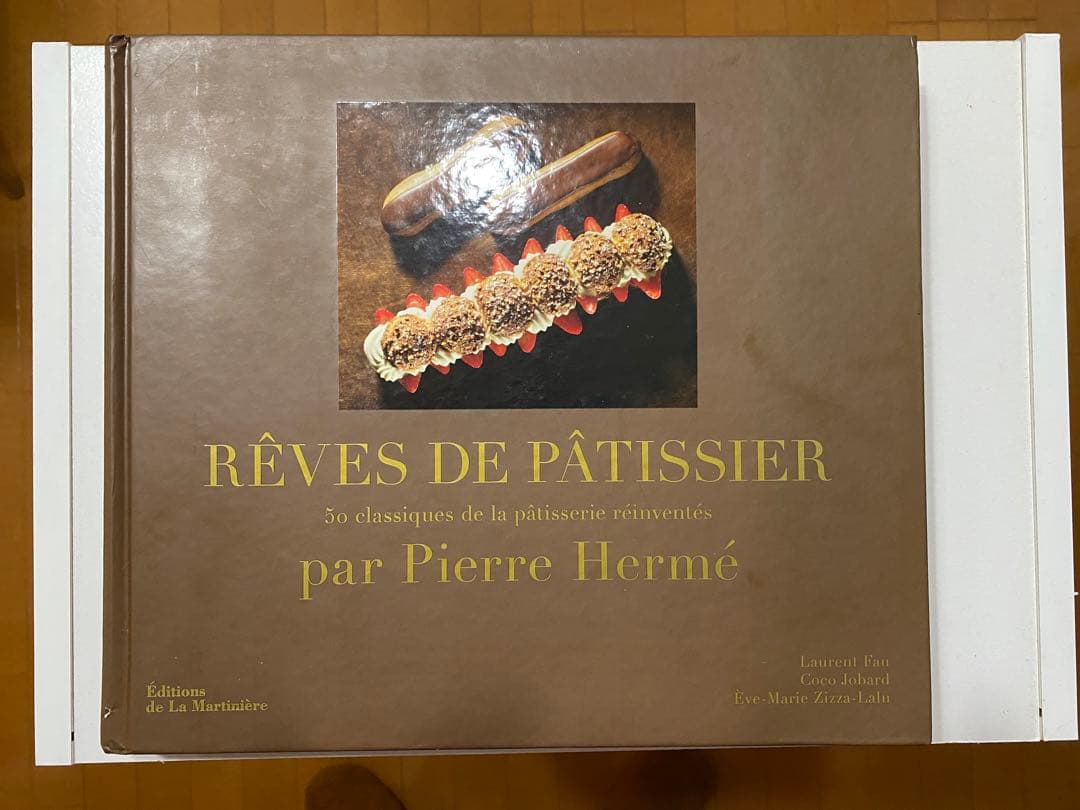 RÊVES DE PÂTISSIER
50 classiques de la pâtisserie réinventés
par Pierre Hermé
Laurent Fau
Coco Jobard
Ève-Marie Zizza-Lalu
Éditions
de La Martinière